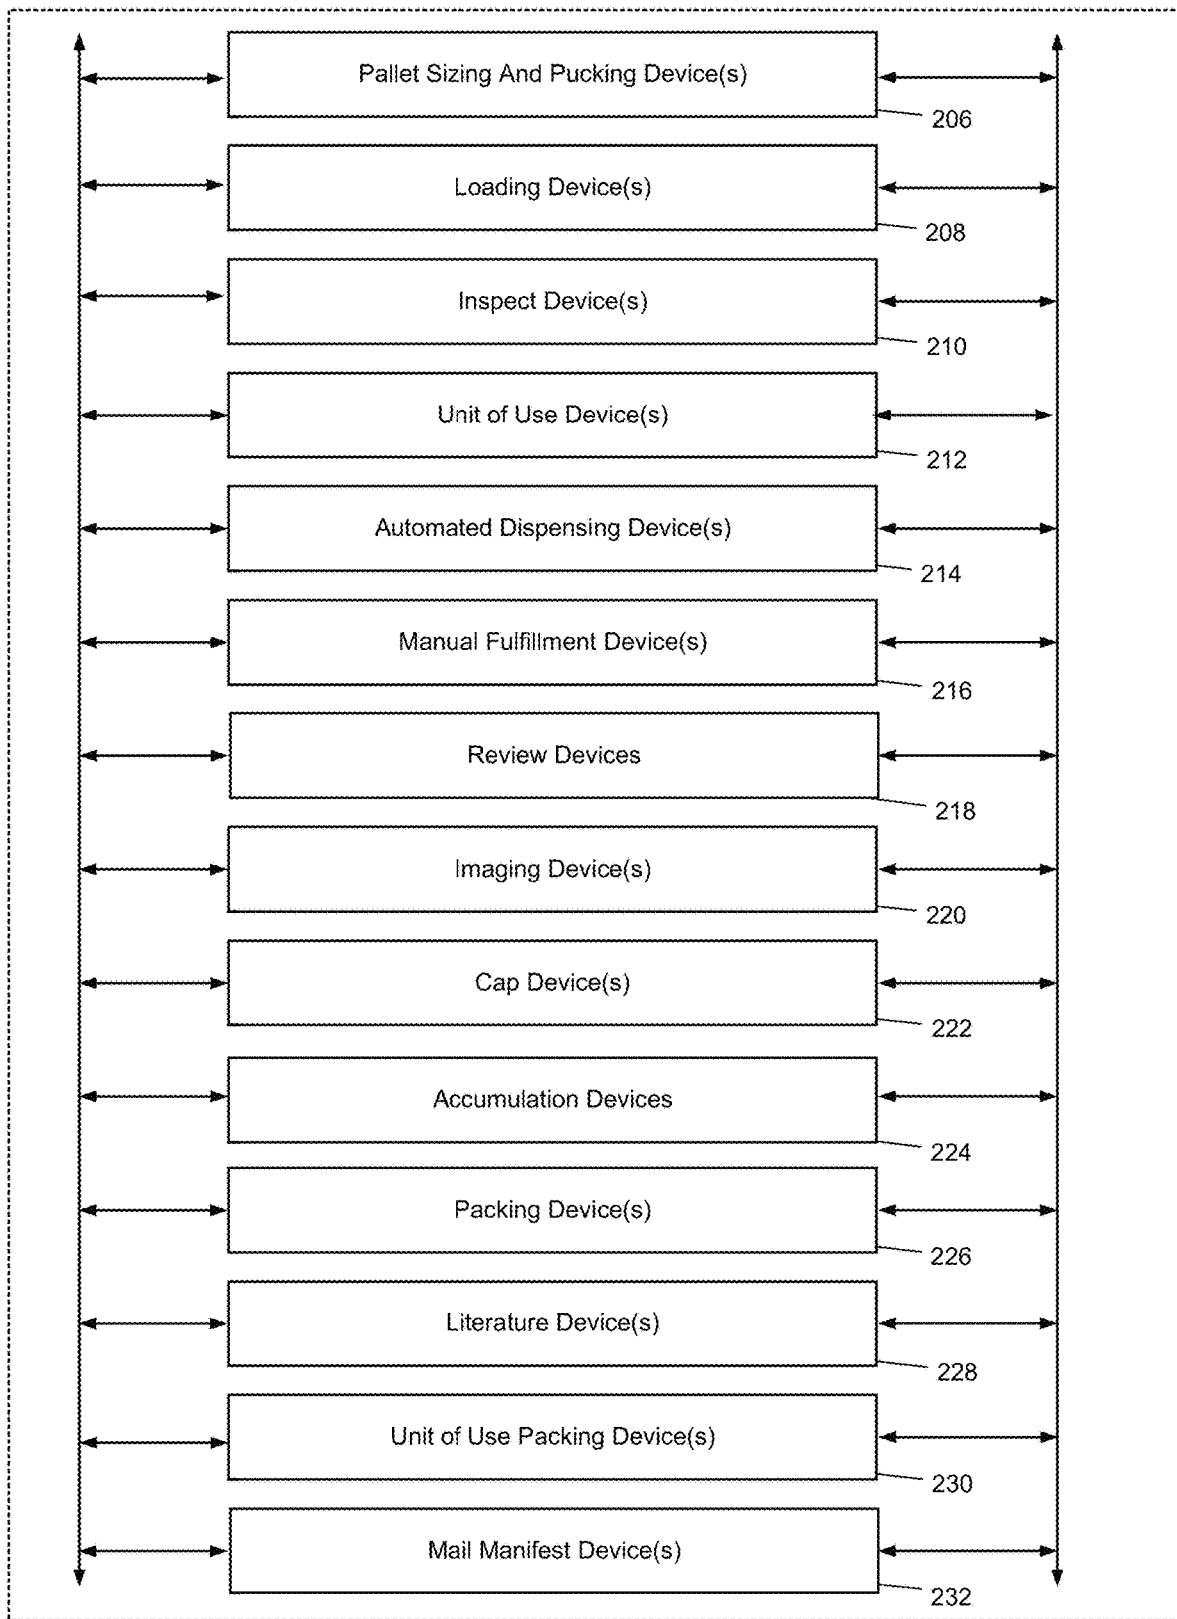 Pallet Sizing And Pucking Device(s)
206
Loading Device(s)
208
Inspect Device(s)
210
Unit of Use Device(s)
212
Automated Dispensing Device(s)
214
Manual Fulfillment Device(s)
216
Review Devices
218
Imaging Device(s)
220
Cap Device(s)
222
Accumulation Devices
224
Packing Device(s)
226
Literature Device(s)
228
Unit of Use Packing Device(s)
230
Mail Manifest Device(s)
232